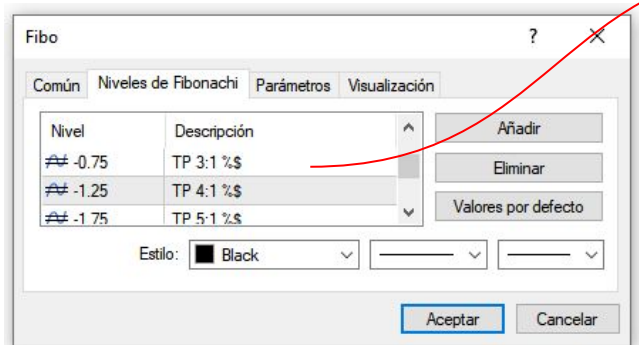 Fibo ?
Común Niveles de Fibonachi Parámetros Visualización
Nivel Descripción
-0.75 TP 3:1 %$
-1.25 TP 4:1 %$
-1.75 TP 5:1 %$
Añadir
Eliminar
Valores por defecto
Estilo: Black
Aceptar Cancelar